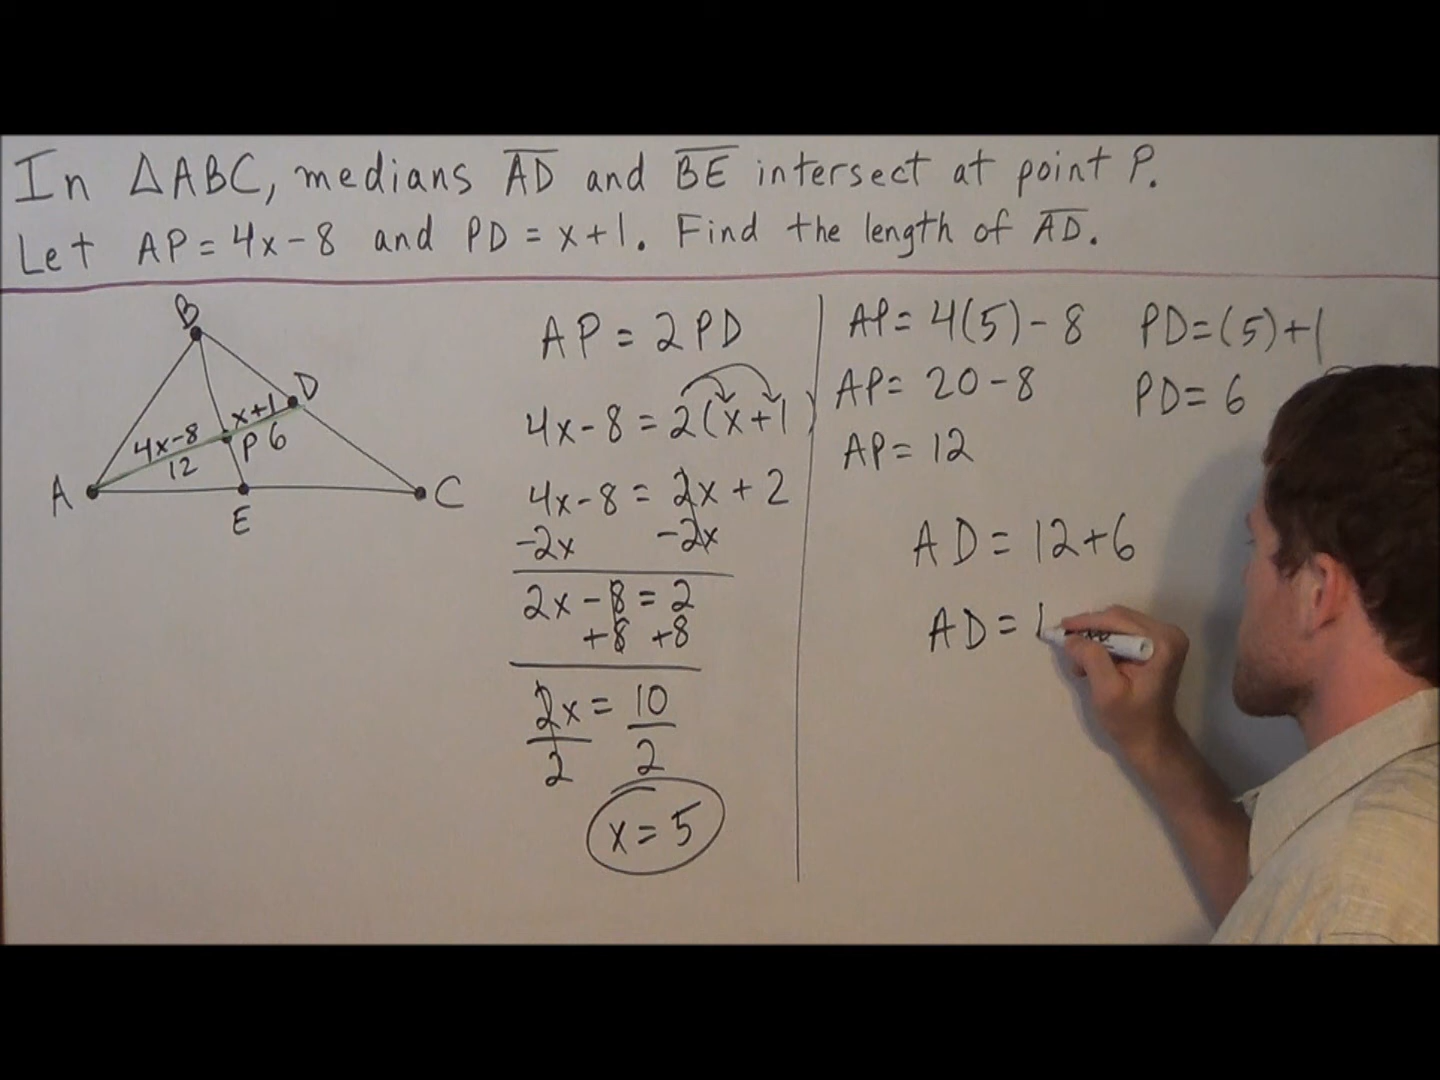 In △ABC, medians AD and BE intersect at point P.
Let AP = 4x - 8 and PD = x + 1. Find the length of AD.
B
D
x+1
4x-8
P 6
12
A
C
E
AP = 2PD
4x-8 = 2(x+1)
4x-8 = 2x + 2
-2x -2x
2x - 8 = 2
+8 +8
2x = 10
2 2
x = 5
AP = 4(5) - 8
AP = 20 - 8
AP = 12
PD = (5)+1
PD = 6
AD = 12+6
AD = 1